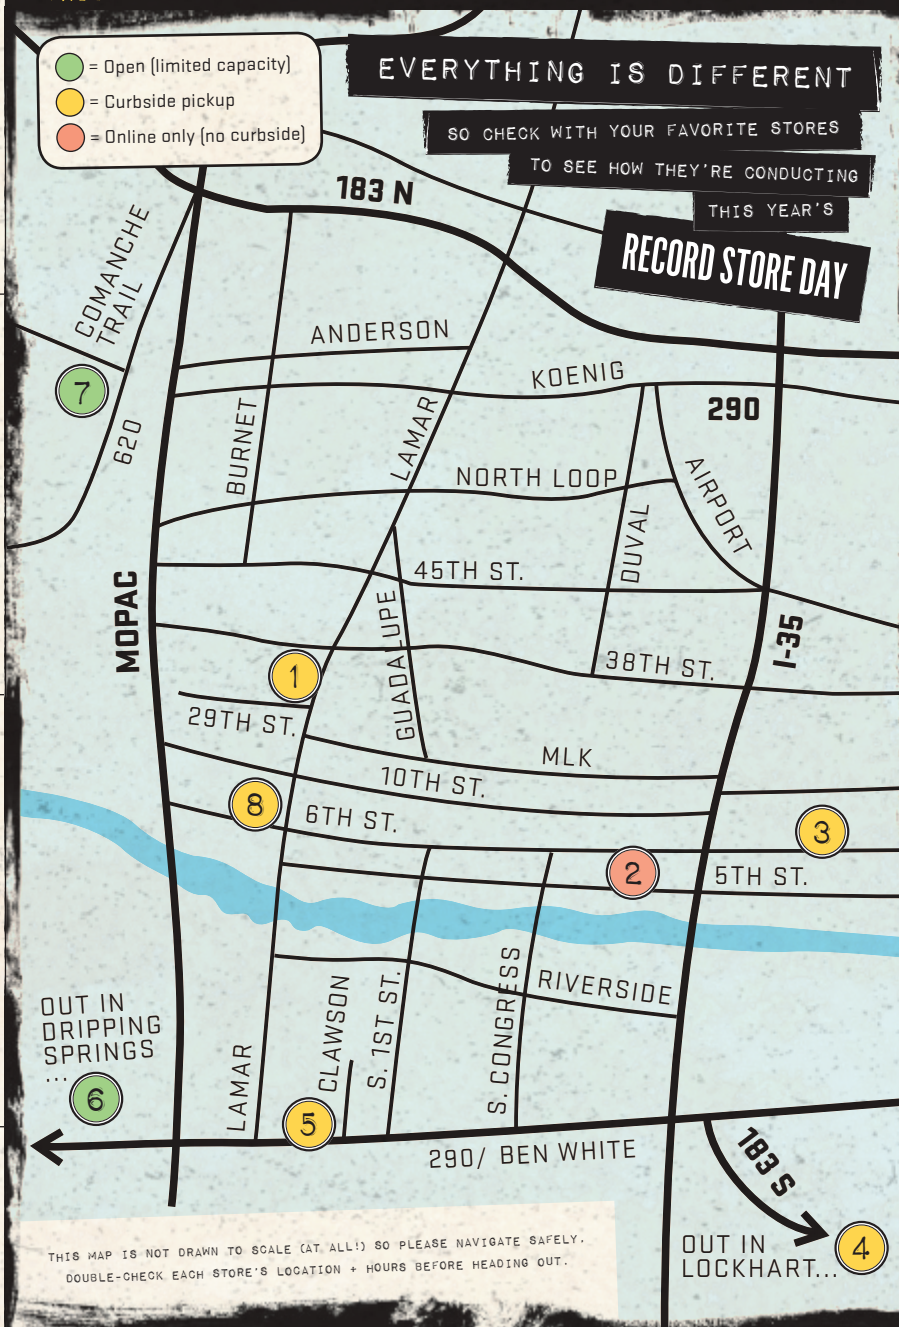 = Open (limited capacity)
= Curbside pickup
= Online only (no curbside)
EVERYTHING IS DIFFERENT
SO CHECK WITH YOUR FAVORITE STORES
TO SEE HOW THEY'RE CONDUCTING
THIS YEAR'S
RECORD STORE DAY
183 N
COMANCHE
TRAIL
ANDERSON
KOENIG
7
290
620
BURNET
LAMAR
NORTH LOOP
AIRPORT
DUVAL
45TH ST.
MOPAC
GUADALUPE
I-35
38TH ST.
1
29TH ST.
MLK
10TH ST.
8
6TH ST.
3
2
5TH ST.
RIVERSIDE
OUT IN
DRIPPING
SPRINGS
...
6
LAMAR
CLAWSON
S. 1ST ST.
S. CONGRESS
5
290/ BEN WHITE
183 S
OUT IN
LOCKHART...
4
THIS MAP IS NOT DRAWN TO SCALE (AT ALL!) SO PLEASE NAVIGATE SAFELY.
DOUBLE-CHECK EACH STORE'S LOCATION + HOURS BEFORE HEADING OUT.